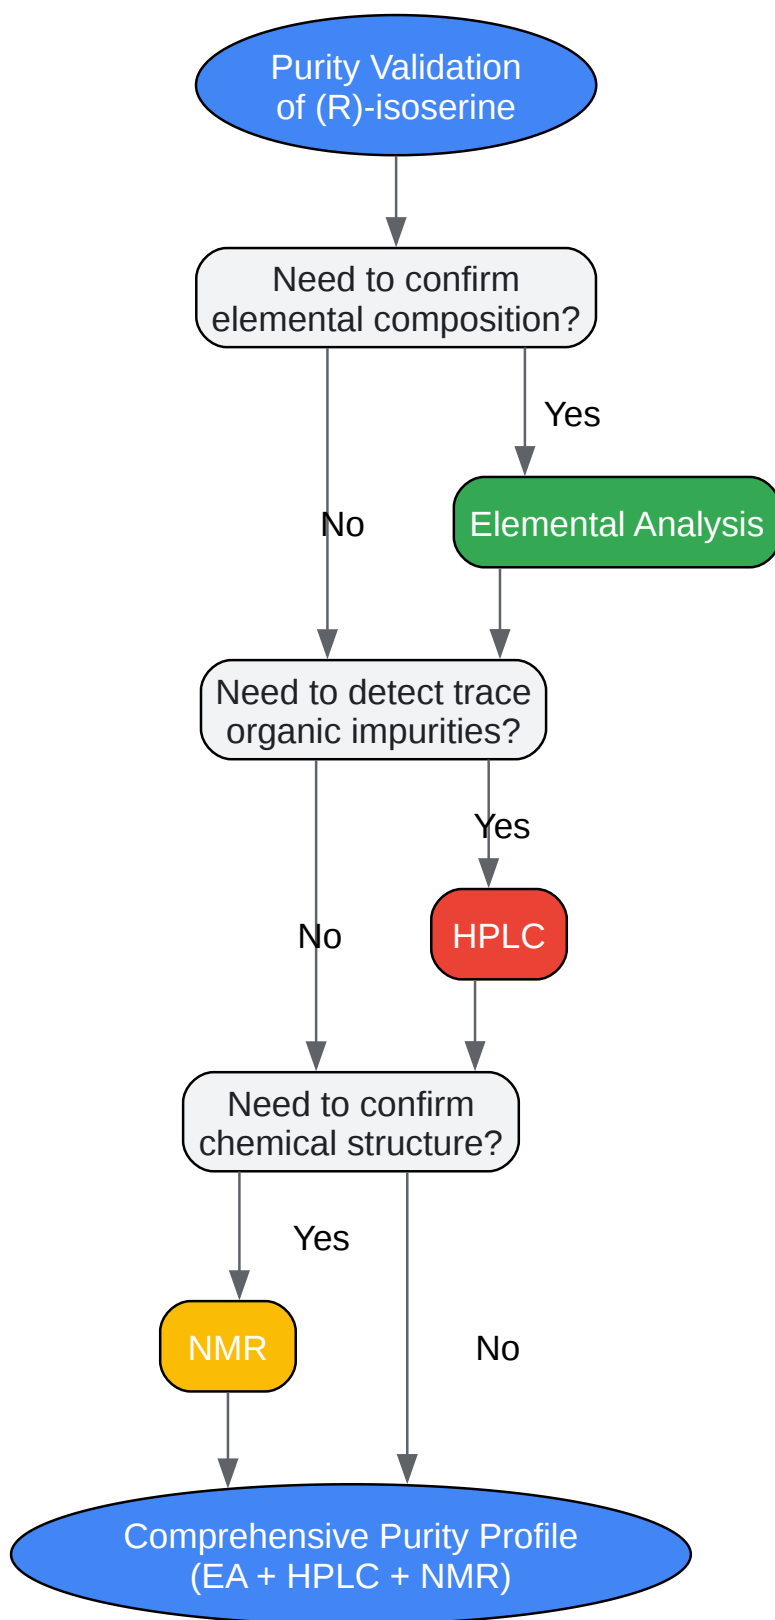 Purity Validation
of (R)-isoserine
Need to confirm
elemental composition?
Yes
No
Elemental Analysis
Need to detect trace
organic impurities?
Yes
No
HPLC
Need to confirm
chemical structure?
Yes
NMR
No
Comprehensive Purity Profile
(EA + HPLC + NMR)